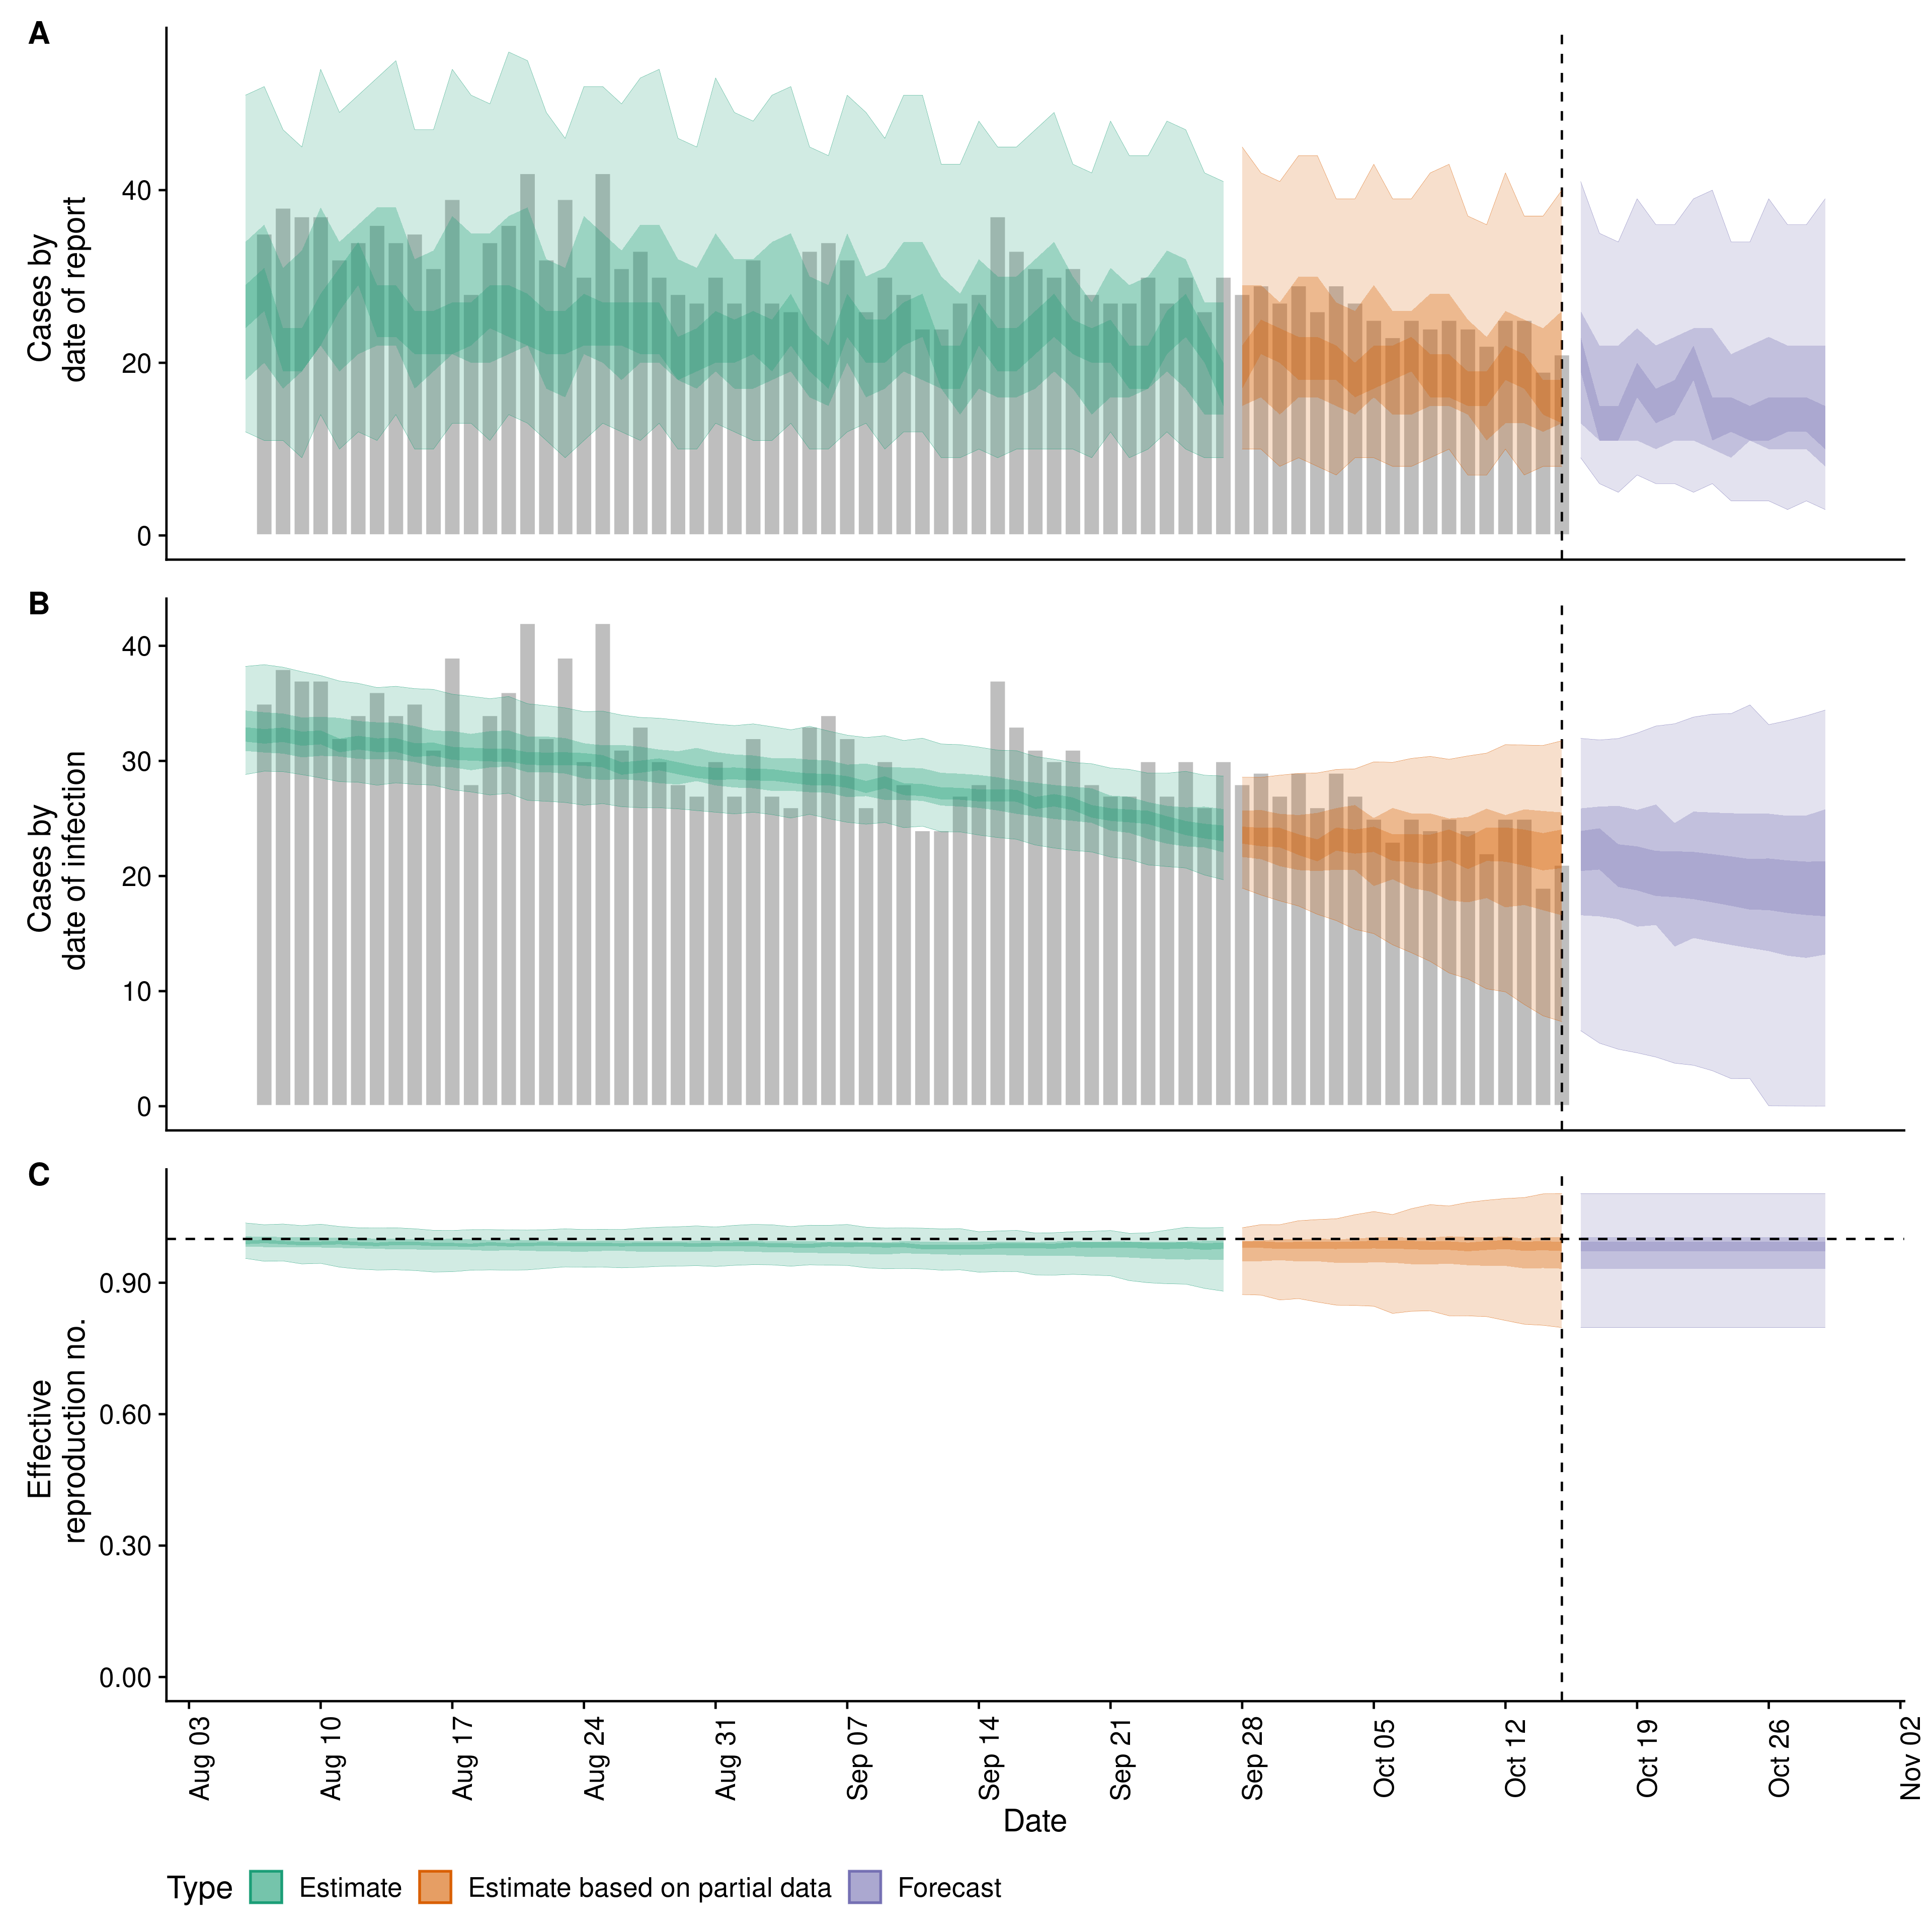 A
Cases by
date of report
40
20
0
B
Cases by
date of infection
40
30
20
10
0
C
Effective
reproduction no.
0.90
0.60
0.30
0.00
Aug 03
Aug 10
Aug 17
Aug 24
Aug 31
Sep 07
Sep 14
Sep 21
Sep 28
Oct 05
Oct 12
Oct 19
Oct 26
Nov 02
Date
Type Estimate Estimate based on partial data Forecast